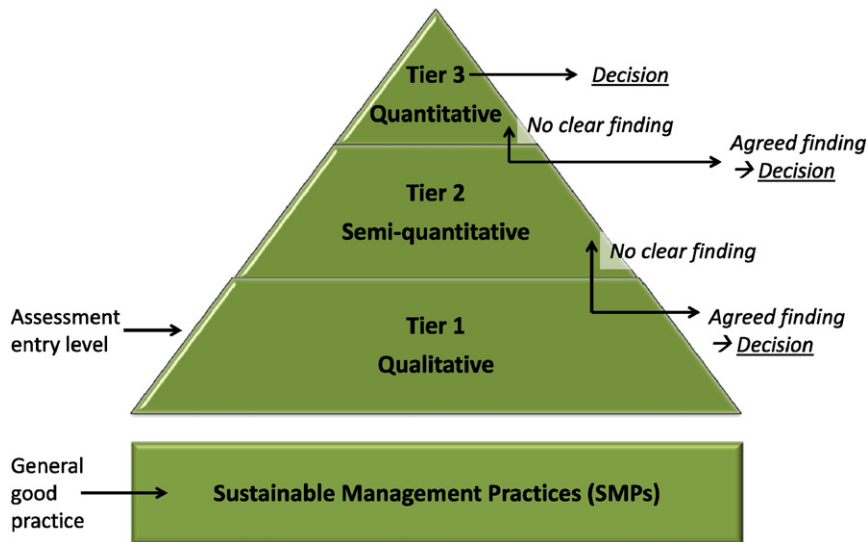 Tier 3
Quantitative
Decision
No clear finding
Agreed finding
→ Decision
Tier 2
Semi-quantitative
No clear finding
Assessment
entry level
Tier 1
Qualitative
Agreed finding
→ Decision
General
good
practice
Sustainable Management Practices (SMPs)